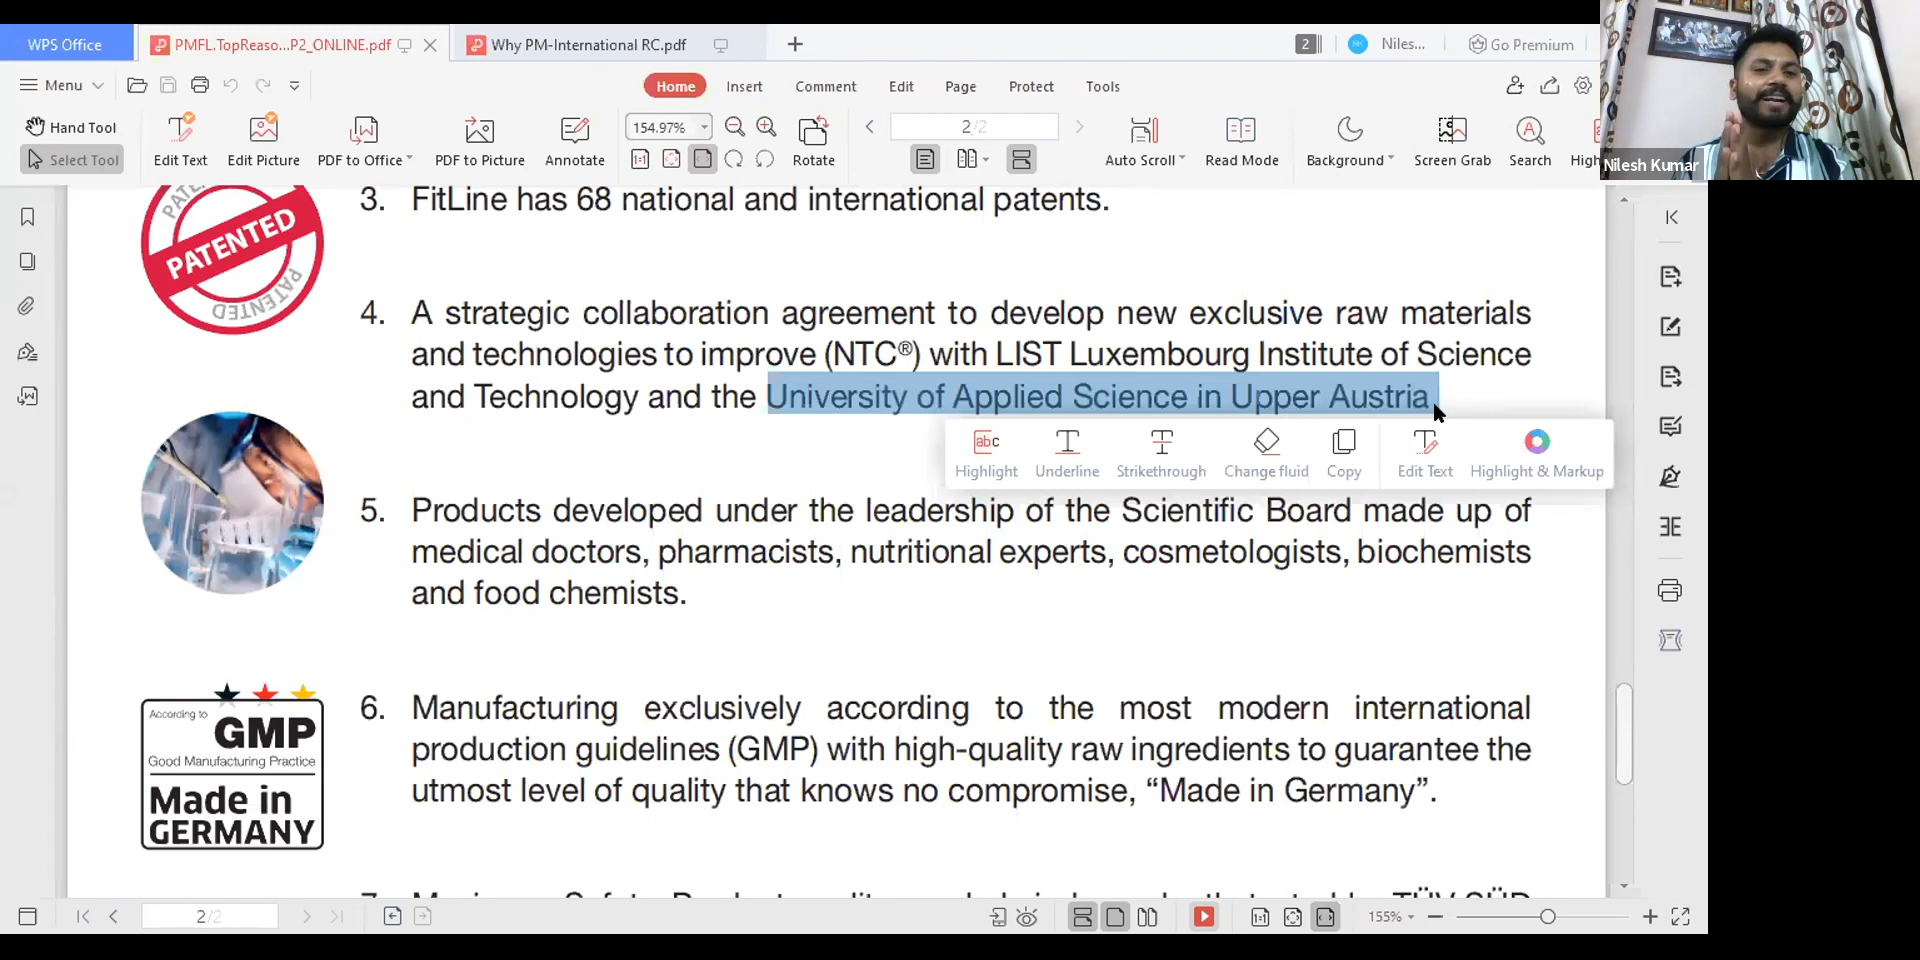 WPS Office
PMFL.TopReaso...P2_ONLINE.pdf
Why PM-International RC.pdf
2
NK
Niles...
Go Premium
Menu
Home
Insert
Comment
Edit
Page
Protect
Tools
Hand Tool
Select Tool
Edit Text
Edit Picture
PDF to Office
PDF to Picture
Annotate
154.97%
Rotate
2/2
Auto Scroll
Read Mode
Background
Screen Grab
Search
High
Nilesh Kumar
PATENTED
PATENTED
3. FitLine has 68 national and international patents.
4. A strategic collaboration agreement to develop new exclusive raw materials
and technologies to improve (NTC®) with LIST Luxembourg Institute of Science
and Technology and the University of Applied Science in Upper Austria
abc
Highlight
Underline
Strikethrough
Change fluid
Copy
Edit Text
Highlight & Markup
5. Products developed under the leadership of the Scientific Board made up of
medical doctors, pharmacists, nutritional experts, cosmetologists, biochemists
and food chemists.
According to
GMP
Good Manufacturing Practice
Made in
GERMANY
6. Manufacturing exclusively according to the most modern international
production guidelines (GMP) with high-quality raw ingredients to guarantee the
utmost level of quality that knows no compromise, “Made in Germany”.
2/2
155%